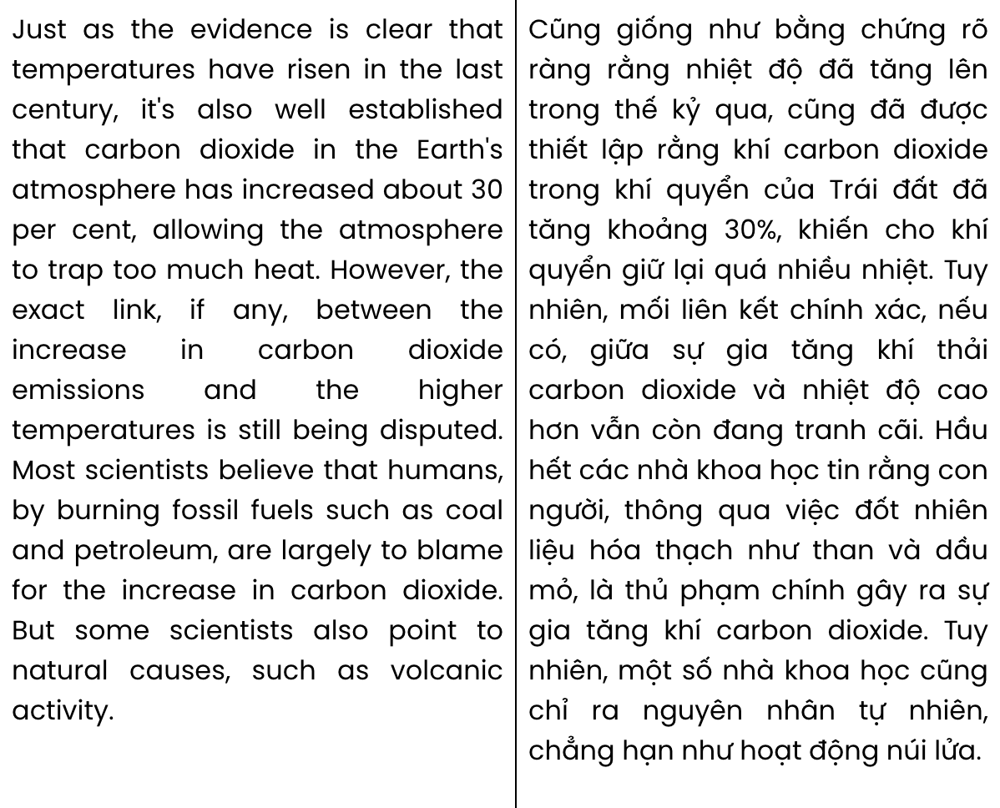 Just as the evidence is clear that
temperatures have risen in the last
century, it's also well established
that carbon dioxide in the Earth's
atmosphere has increased about 30
per cent, allowing the atmosphere
to trap too much heat. However, the
exact link, if any, between the
increase in carbon dioxide
emissions and the higher
temperatures is still being disputed.
Most scientists believe that humans,
by burning fossil fuels such as coal
and petroleum, are largely to blame
for the increase in carbon dioxide.
But some scientists also point to
natural causes, such as volcanic
activity.
Cũng giống như bằng chứng rõ
ràng rằng nhiệt độ đã tăng lên
trong thế kỷ qua, cũng đã được
thiết lập rằng khí carbon dioxide
trong khí quyển của Trái đất đã
tăng khoảng 30%, khiến cho khí
quyển giữ lại quá nhiều nhiệt. Tuy
nhiên, mối liên kết chính xác, nếu
có, giữa sự gia tăng khí thải
carbon dioxide và nhiệt độ cao
hơn vẫn còn đang tranh cãi. Hầu
hết các nhà khoa học tin rằng con
người, thông qua việc đốt nhiên
liệu hóa thạch như than và dầu
mỏ, là thủ phạm chính gây ra sự
gia tăng khí carbon dioxide. Tuy
nhiên, một số nhà khoa học cũng
chỉ ra nguyên nhân tự nhiên,
chẳng hạn như hoạt động núi lửa.